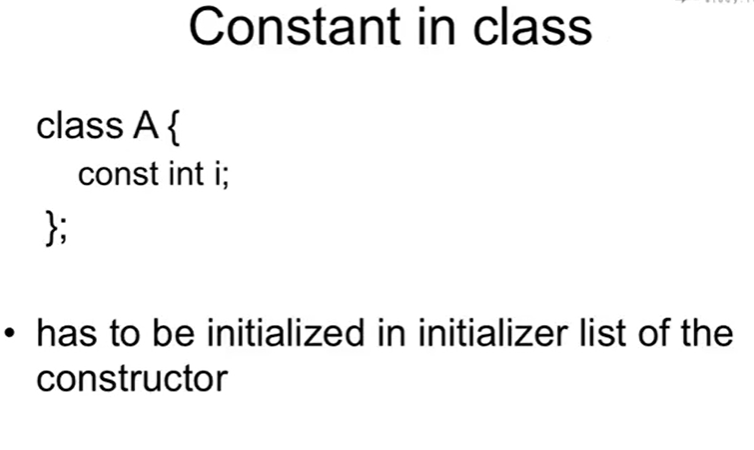 Constant in class
class A {
const int i;
};
• has to be initialized in initializer list of the
constructor